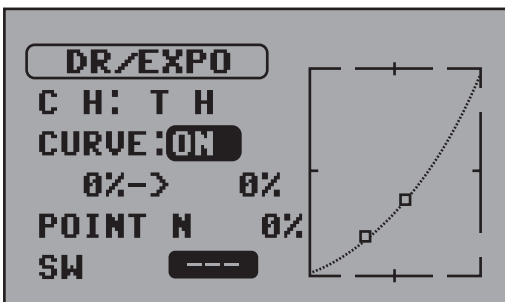 DR/EXPO
C H: T H
CURVE:ON
0%-> 0%
POINT N 0%
SW ---